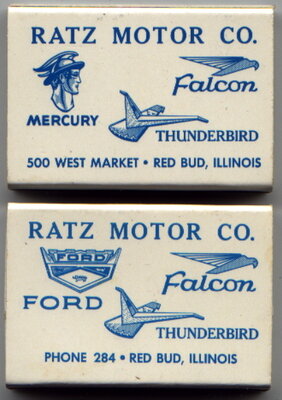 RATZ MOTOR CO.
Falcon
MERCURY
THUNDERBIRD
500 WEST MARKET • RED BUD, ILLINOIS
RATZ MOTOR CO.
FORD
Falcon
FORD
THUNDERBIRD
PHONE 284 • RED BUD, ILLINOIS